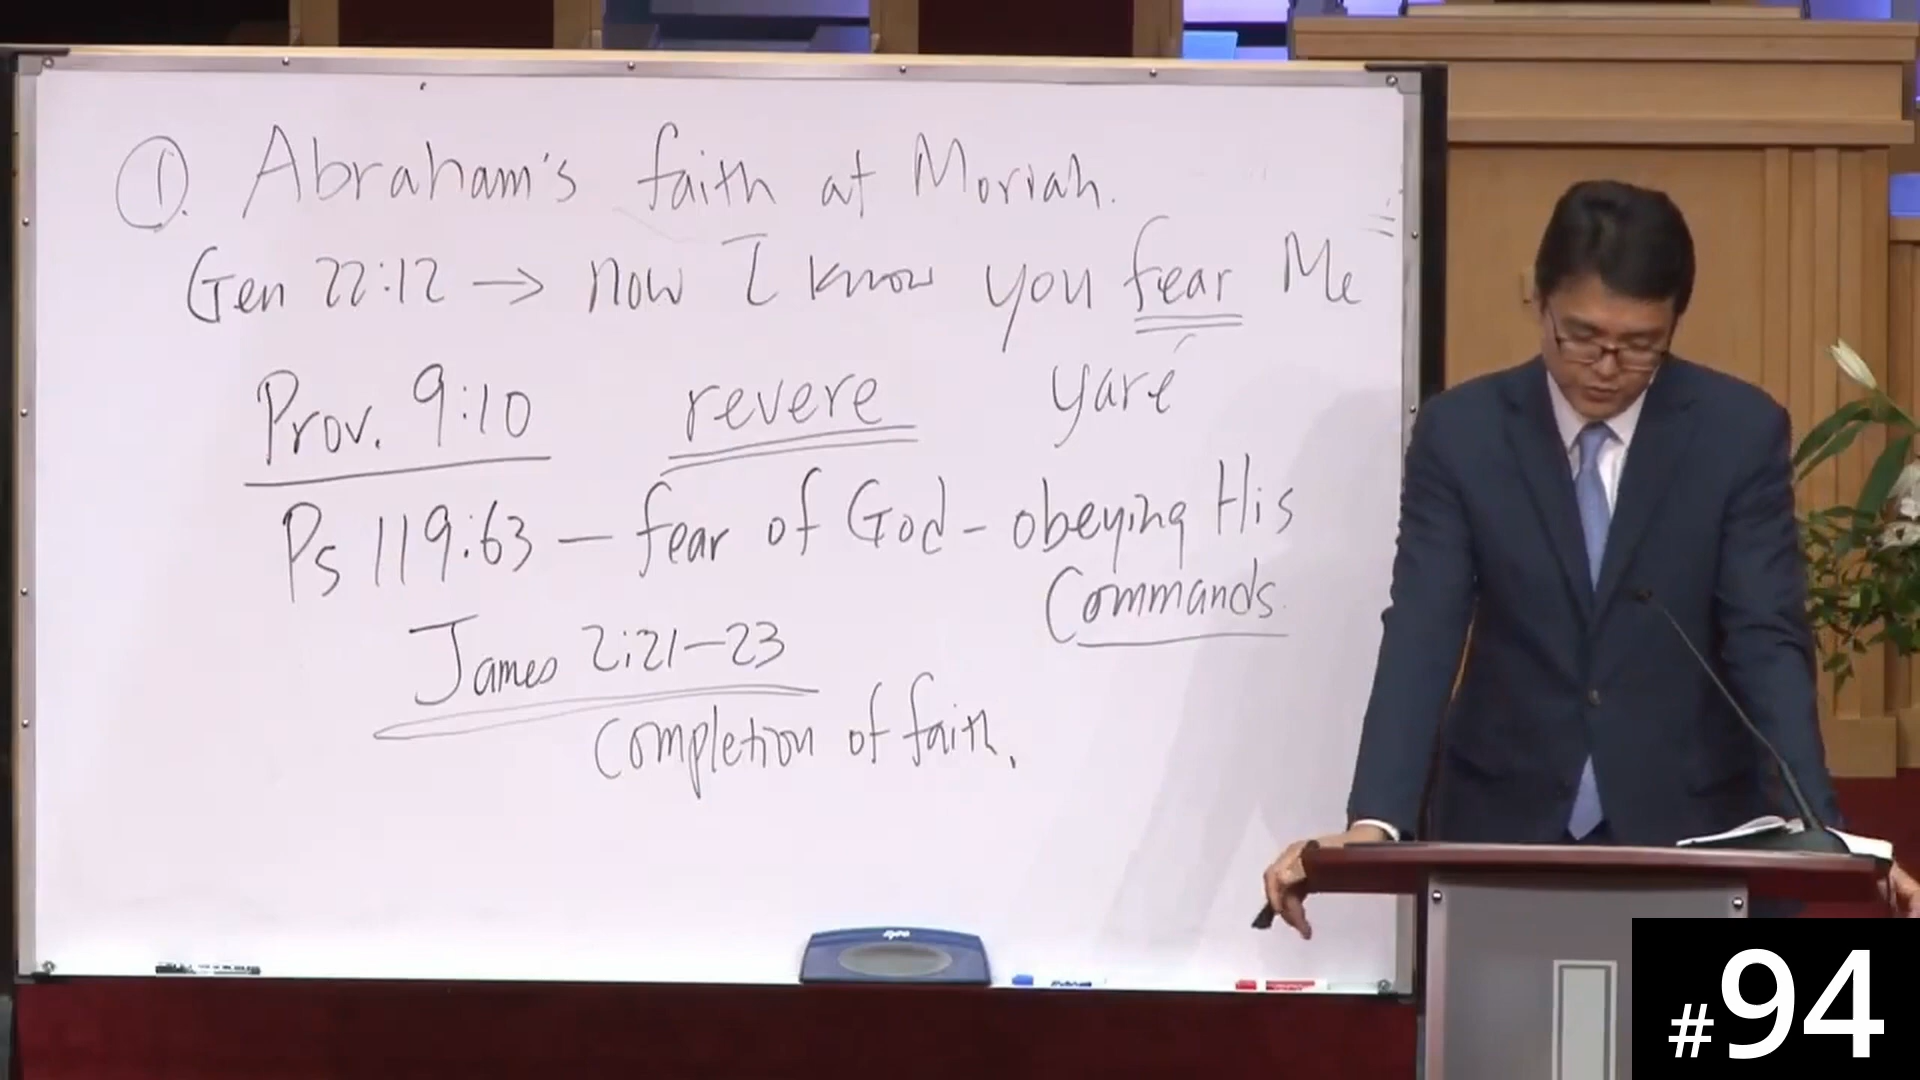 ①. Abraham's faith at Moriah.
Gen 22:12 → now I know you fear Me
Prov. 9:10 revere yare
Ps 119:63 — fear of God - obeying His
Commands.
James 2:21-23
completion of faith.
expo
#94